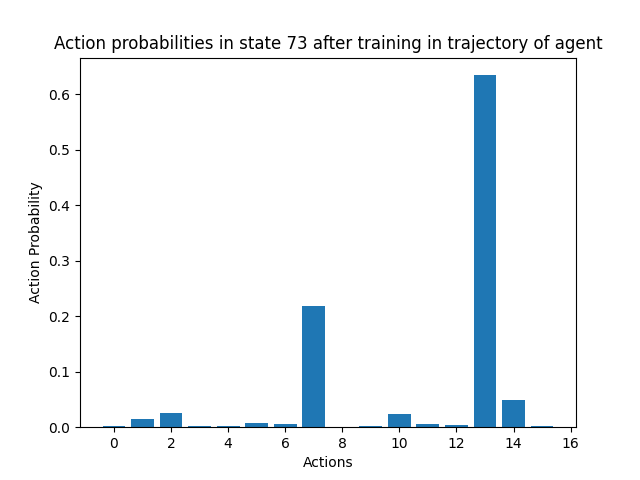 Action probabilities in state 73 after training in trajectory of agent
0.6
0.5
0.4
0.3
0.2
0.1
0.0
Action Probability
0 2 4 6 8 10 12 14 16
Actions